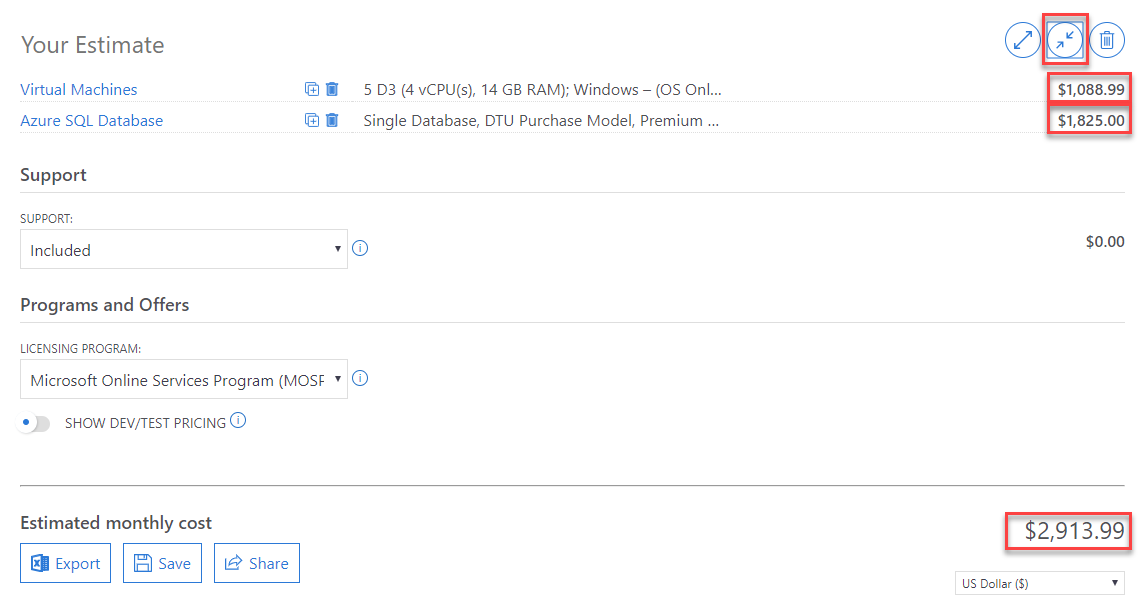 Your Estimate
Virtual Machines 5 D3 (4 vCPU(s), 14 GB RAM); Windows – (OS Onl... $1,088.99
Azure SQL Database Single Database, DTU Purchase Model, Premium ... $1,825.00
Support
SUPPORT:
Included
$0.00
Programs and Offers
LICENSING PROGRAM:
Microsoft Online Services Program (MOSP
SHOW DEV/TEST PRICING
Estimated monthly cost
$2,913.99
Export Save Share
US Dollar ($)